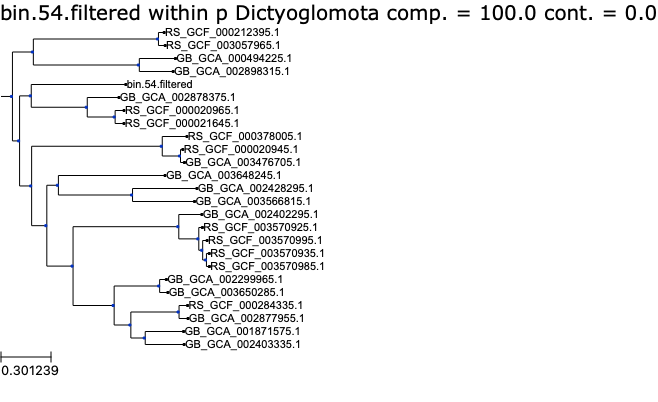 bin.54.filtered within p Dictyoglomota comp. = 100.0 cont. = 0.0
RS_GCF_000212395.1
RS_GCF_003057965.1
GB_GCA_000494225.1
GB_GCA_002898315.1
bin.54.filtered
GB_GCA_002878375.1
RS_GCF_000020965.1
RS_GCF_000021645.1
RS_GCF_000378005.1
RS_GCF_000020945.1
GB_GCA_003476705.1
GB_GCA_003648245.1
GB_GCA_002428295.1
GB_GCA_003566815.1
GB_GCA_002402295.1
RS_GCF_003570925.1
RS_GCF_003570995.1
RS_GCF_003570935.1
RS_GCF_003570985.1
GB_GCA_002299965.1
GB_GCA_003650285.1
RS_GCF_000284335.1
GB_GCA_002877955.1
GB_GCA_001871575.1
GB_GCA_002403335.1
0.301239